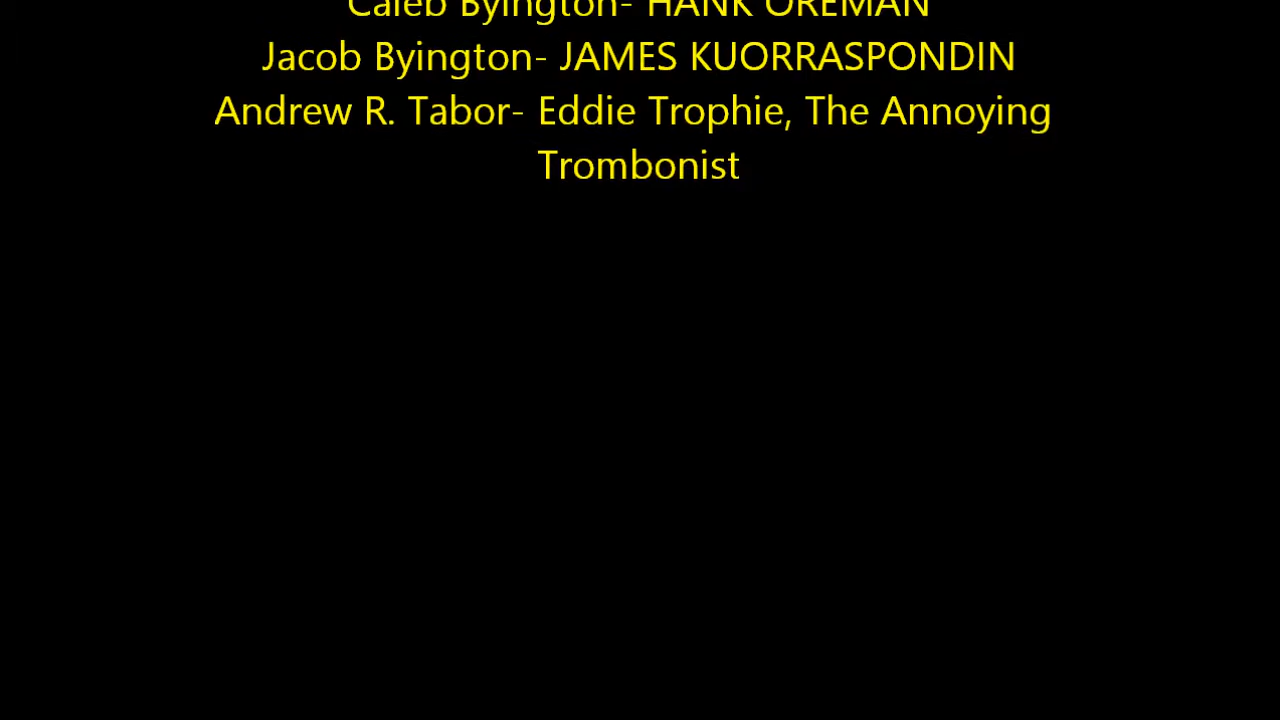 Caleb Byington- HANK OREMAN
Jacob Byington- JAMES KUORRASPONDIN
Andrew R. Tabor- Eddie Trophie, The Annoying
Trombonist